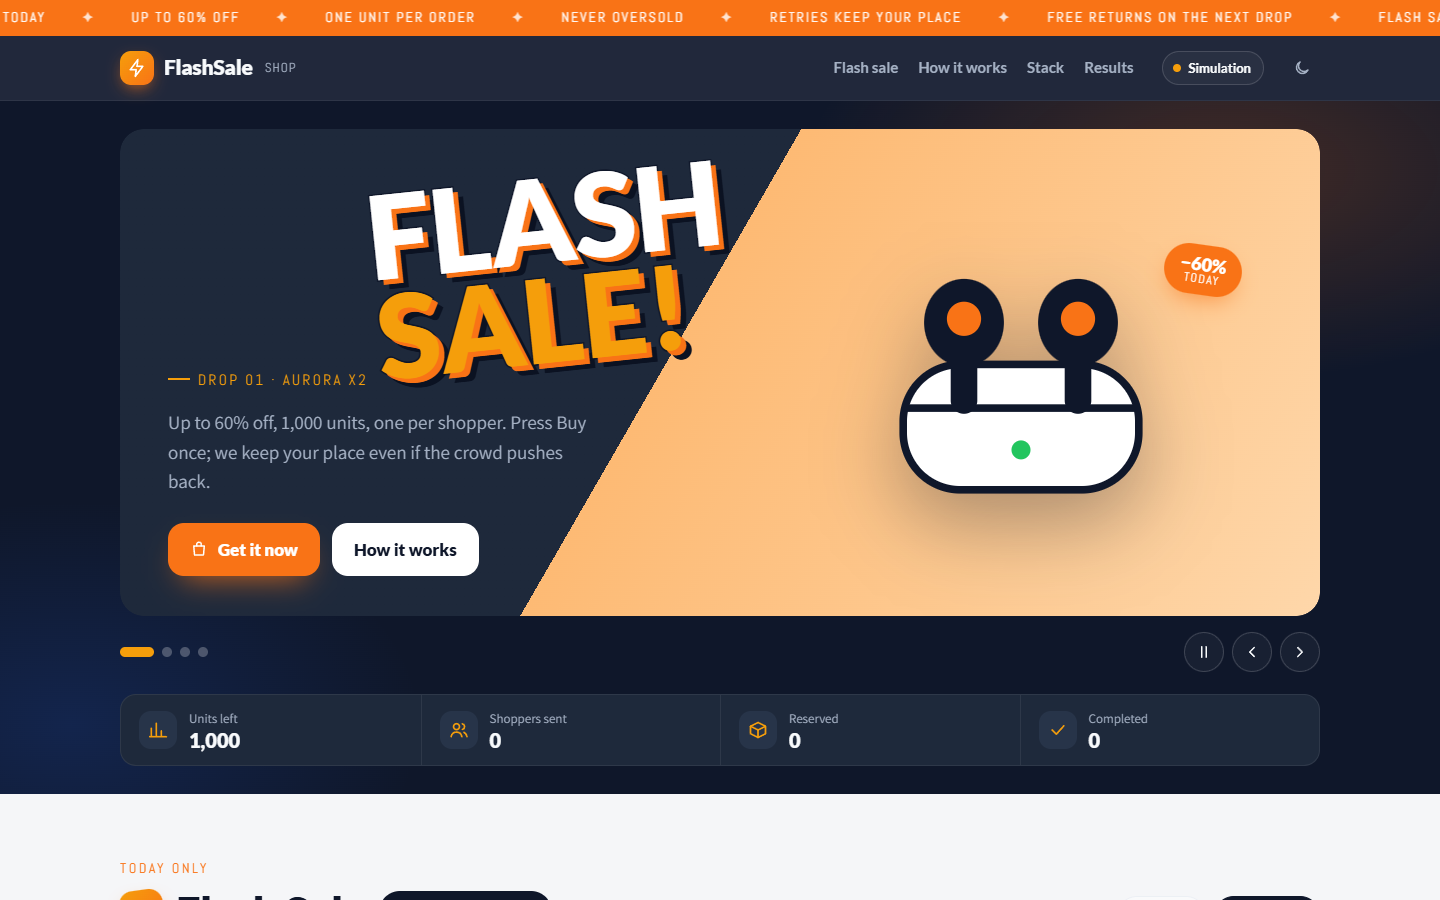 TODAY ✦ UP TO 60% OFF ✦ ONE UNIT PER ORDER ✦ NEVER OVERSOLD ✦ RETRIES KEEP YOUR PLACE ✦ FREE RETURNS ON THE NEXT DROP ✦ FLASH
FlashSale SHOP
Flash sale How it works Stack Results Simulation
FLASH
SALE!
−60%
TODAY
DROP 01 · AURORA X2
Up to 60% off, 1,000 units, one per shopper. Press Buy
once; we keep your place even if the crowd pushes
back.
Get it now How it works
Units left
1,000
Shoppers sent
0
Reserved
0
Completed
0
TODAY ONLY